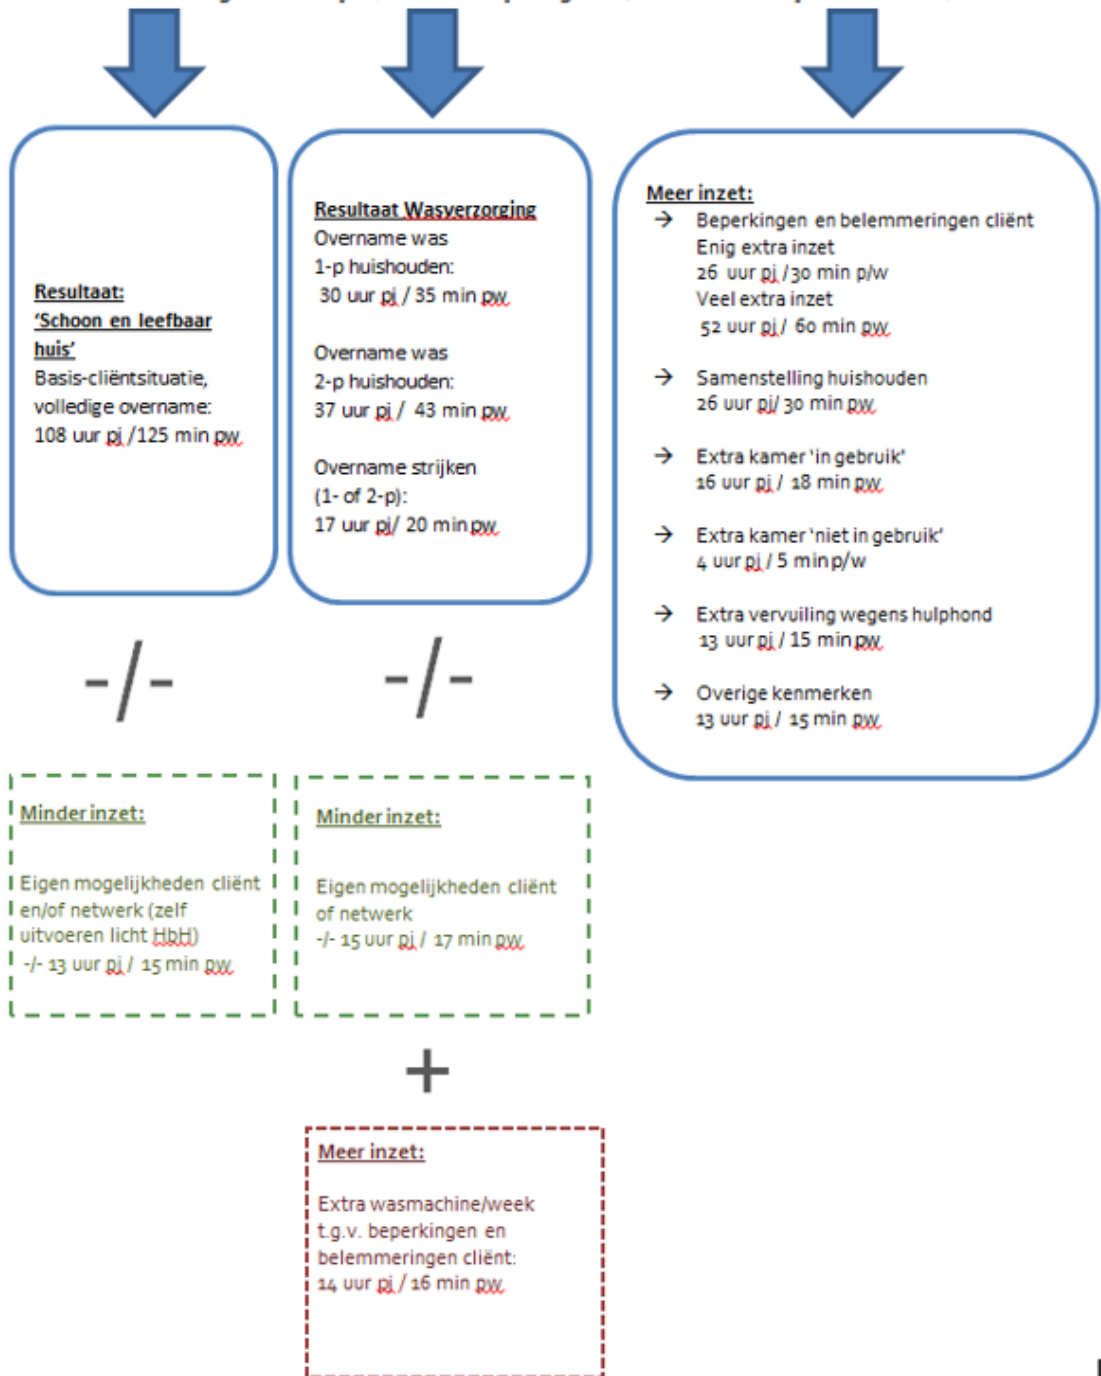 Resultaat:
‘Schoon en leefbaar
huis’
Basis-cliëntsituatie,
volledige overname:
108 uur pj /125 min pw.
Resultaat Wasverzorging
Overname was
1-p huishouden:
30 uur pj / 35 min pw.
Overname was
2-p huishouden:
37 uur pj / 43 min pw.
Overname strijken
(1- of 2-p):
17 uur pj/ 20 min pw.
Meer inzet:
→ Beperkingen en belemmeringen cliënt
Enig extra inzet
26 uur pj /30 min p/w
Veel extra inzet
52 uur pj/ 60 min pw.
→ Samenstelling huishouden
26 uur pj/ 30 min pw.
→ Extra kamer ‘in gebruik’
16 uur pj / 18 min pw.
→ Extra kamer ‘niet in gebruik’
4 uur pj / 5 min p/w
→ Extra vervuiling wegens hulphond
13 uur pj / 15 min pw.
→ Overige kenmerken
13 uur pj / 15 min pw.
-/-
-/-
Minder inzet:
Eigen mogelijkheden cliënt
en/of netwerk (zelf
uitvoeren licht HbH)
-/- 13 uur pj / 15 min pw.
Minder inzet:
Eigen mogelijkheden cliënt
of netwerk
-/- 15 uur pj / 17 min pw.
+
Meer inzet:
Extra wasmachine/week
t.g.v. beperkingen en
belemmeringen cliënt:
14 uur pj / 16 min pw.